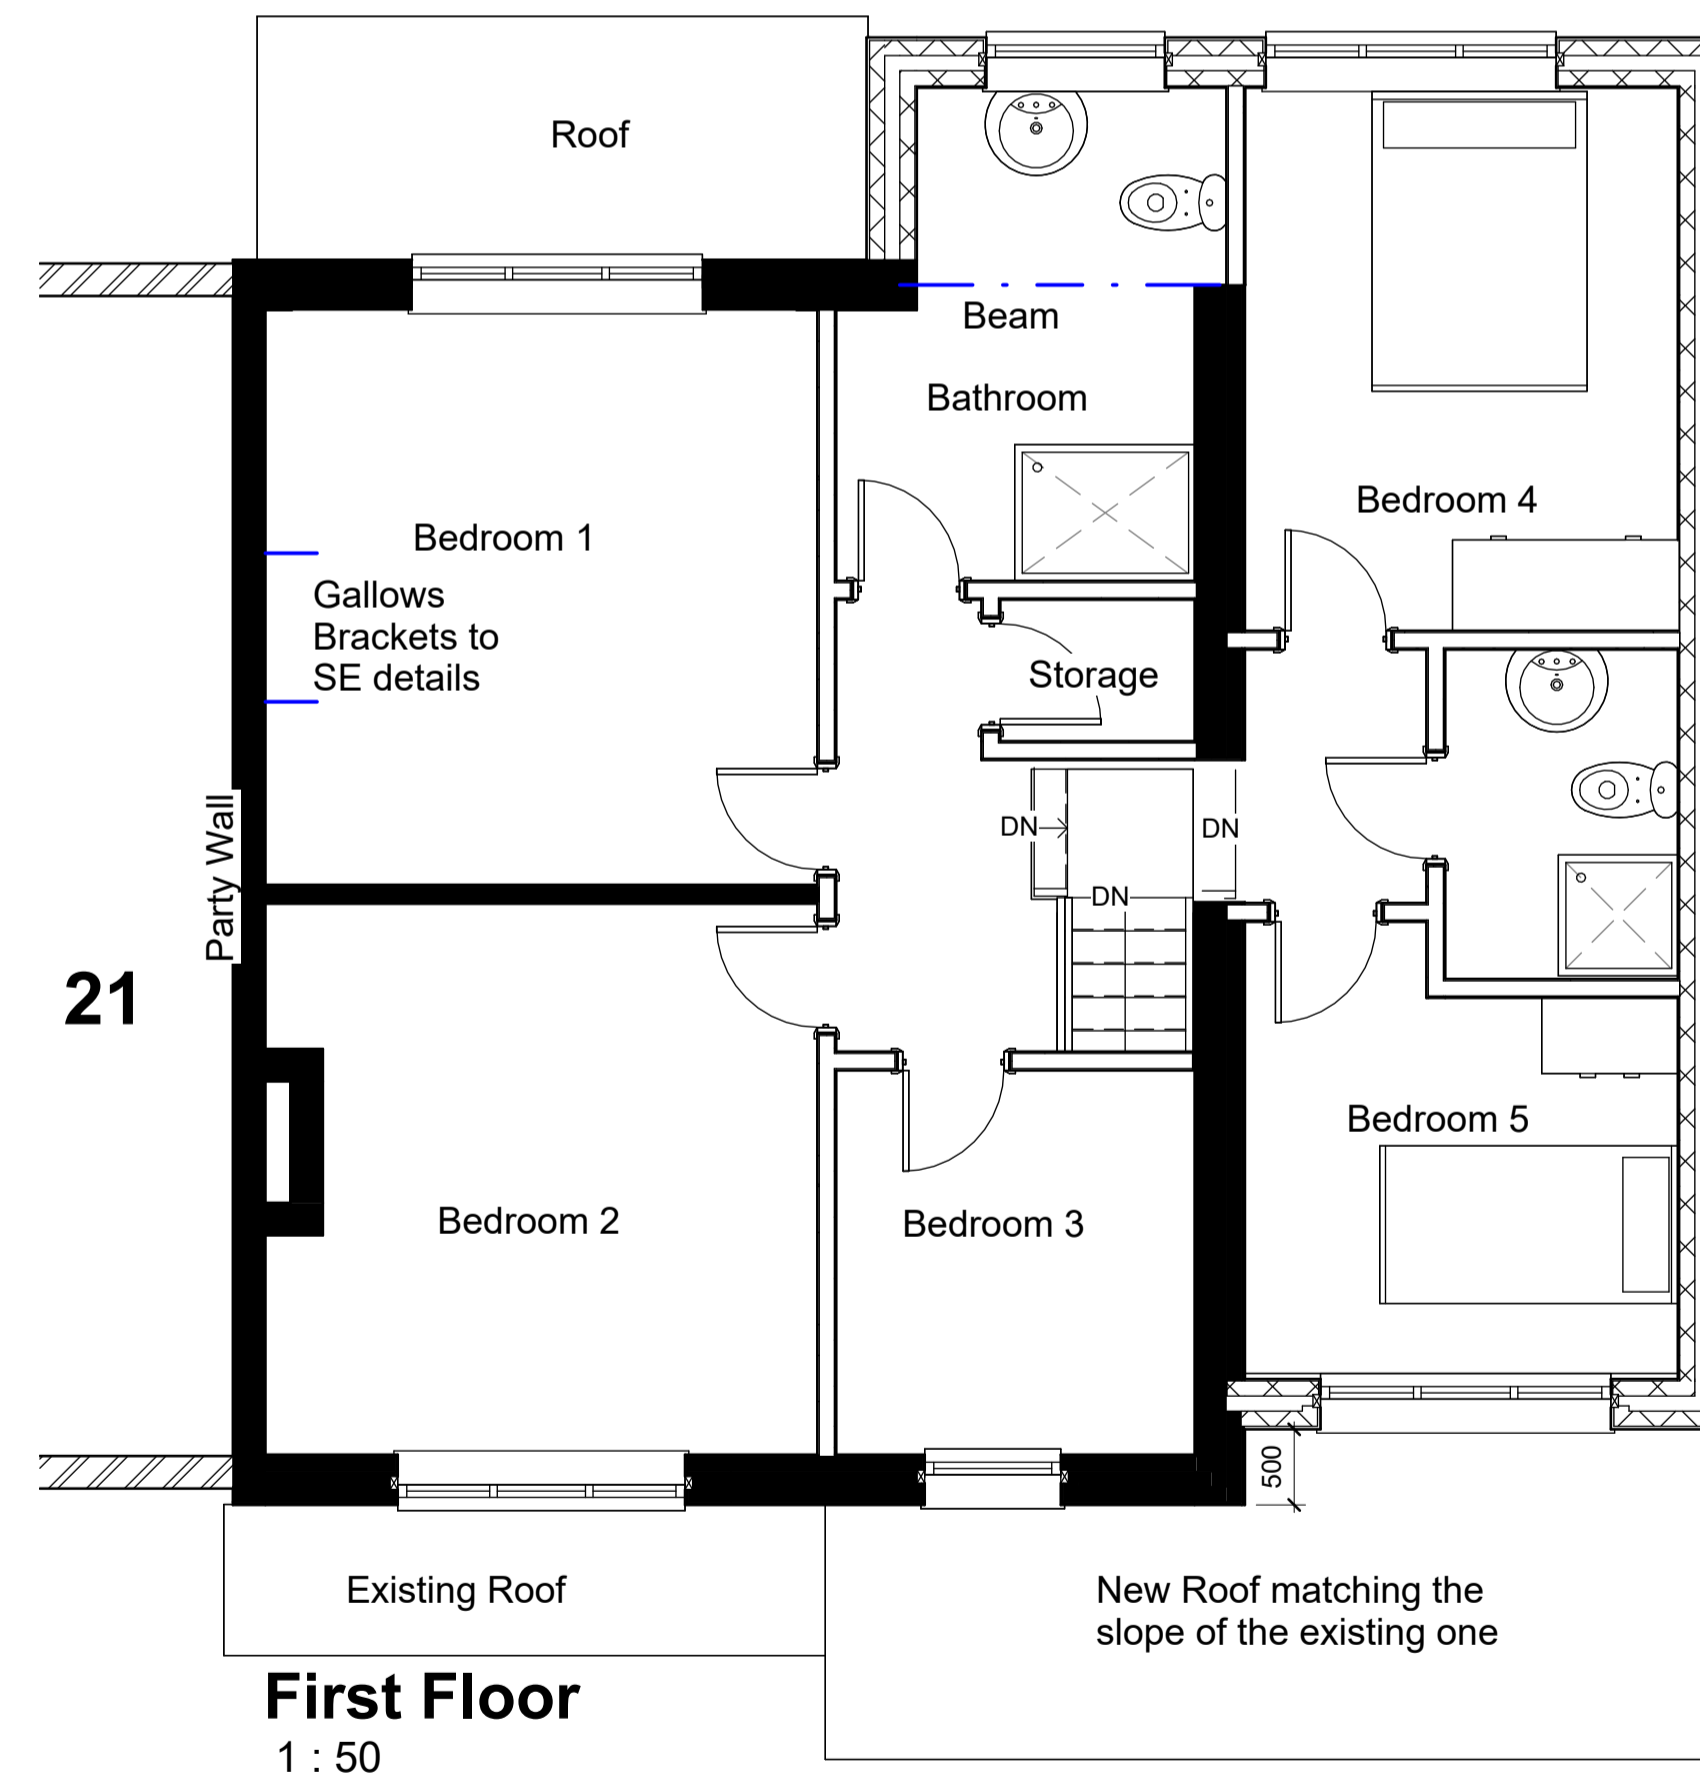 Roof
Beam
Bathroom
Bedroom 4
Bedroom 1
Gallows
Brackets to
SE details
Storage
DN
DN
DN
Party Wall
21
Bedroom 5
Bedroom 2
Bedroom 3
500
Existing Roof
New Roof matching the
slope of the existing one
First Floor
1 : 50